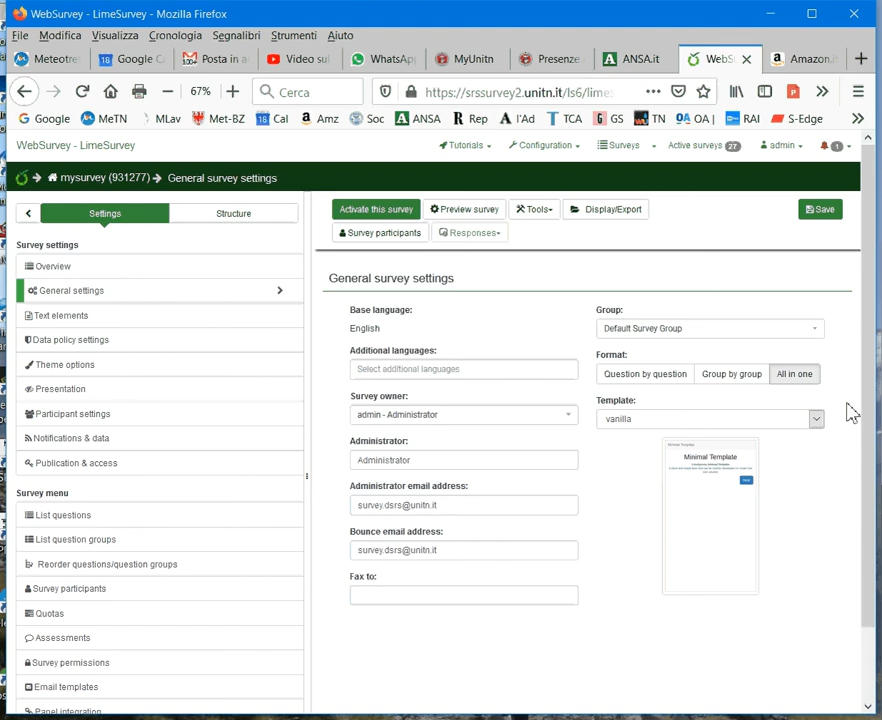 WebSurvey - LimeSurvey - Mozilla Firefox
File Modifica Visualizza Cronologia Segnalibri Strumenti Aiuto
Meteotre Google C Posta in a Video su WhatsAp MyUnitn Presenze ANSA.it WebS Amazon.i
67% Cerca https://srssurvey2.unitn.it/ls6/lime
Google MeTN MLav Met-BZ Cal Amz Soc ANSA Rep l'Ad TCA GS TN OA | RAI S-Edge
WebSurvey - LimeSurvey Tutorials Configuration Surveys Active surveys 27 admin 1
mysurvey (931277) General survey settings
Settings Structure Activate this survey Preview survey Tools Display/Export Save
Survey participants Responses
Survey settings
Overview
General settings
Text elements
Data policy settings
Theme options
Presentation
Participant settings
Notifications & data
Publication & access
Survey menu
List questions
List question groups
Reorder questions/question groups
Survey participants
Quotas
Assessments
Survey permissions
Email templates
Panel integration
General survey settings
Base language:
English
Additional languages:
Select additional languages
Survey owner:
admin - Administrator
Administrator:
Administrator
Administrator email address:
survey.dsrs@unitn.it
Bounce email address:
survey.dsrs@unitn.it
Fax to:
Group:
Default Survey Group
Format:
Question by question Group by group All in one
Template:
vanilla
Minimal Template
Minimal Template